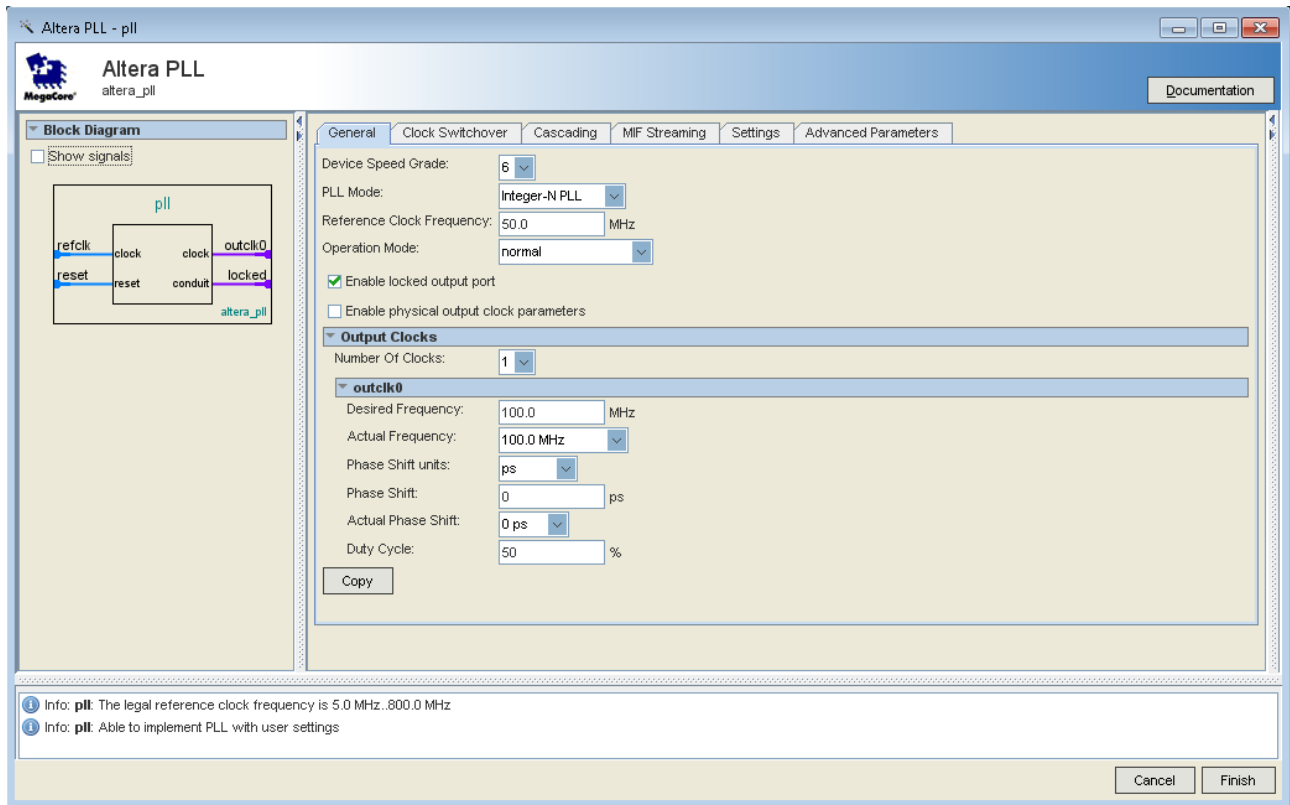 Altera PLL - pll
MegaCore'
Altera PLL
altera_pll
Documentation
Block Diagram
Show signals
pll
refclk
clock
clock
outclk0
reset
reset
conduit
locked
altera_pll
General
Clock Switchover
Cascading
MIF Streaming
Settings
Advanced Parameters
Device Speed Grade: 6
PLL Mode: Integer-N PLL
Reference Clock Frequency: 50.0 MHz
Operation Mode: normal
Enable locked output port
Enable physical output clock parameters
Output Clocks
Number Of Clocks: 1
outclk0
Desired Frequency: 100.0 MHz
Actual Frequency: 100.0 MHz
Phase Shift units: ps
Phase Shift: 0 ps
Actual Phase Shift: 0 ps
Duty Cycle: 50 %
Copy
Info: pll: The legal reference clock frequency is 5.0 MHz..800.0 MHz
Info: pll: Able to implement PLL with user settings
Cancel
Finish